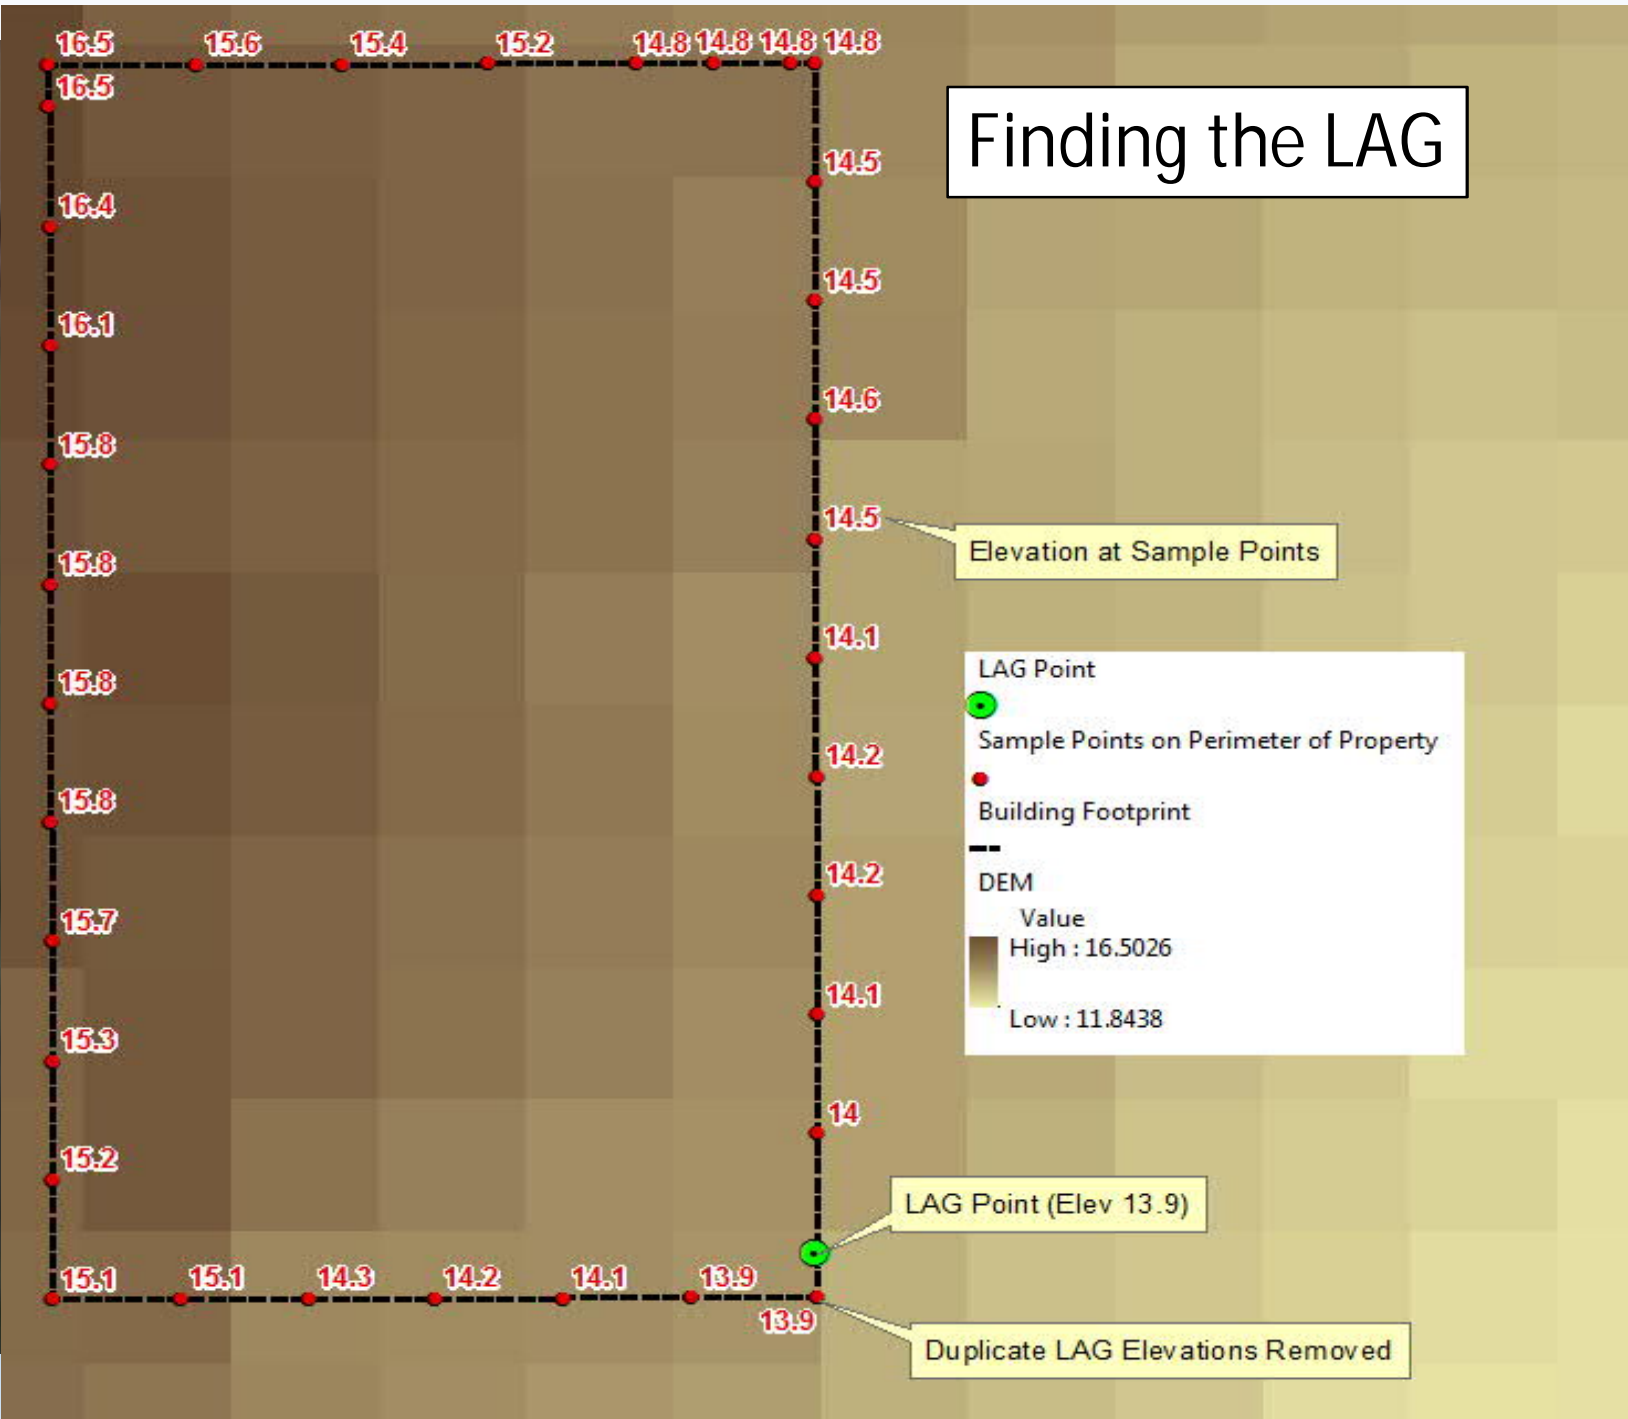 16.5 15.6 15.4 15.2 14.8 14.8 14.8 14.8
16.5
Finding the LAG
14.5
16.4
14.5
16.1
14.6
15.8
14.5
Elevation at Sample Points
15.8
14.1
LAG Point
15.8
Sample Points on Perimeter of Property
14.2
15.8
Building Footprint
14.2
DEM
Value
15.7
High : 16.5026
14.1
Low : 11.8438
15.3
14
15.2
LAG Point (Elev 13.9)
15.1 15.1 14.3 14.2 14.1 13.9
13.9
Duplicate LAG Elevations Removed